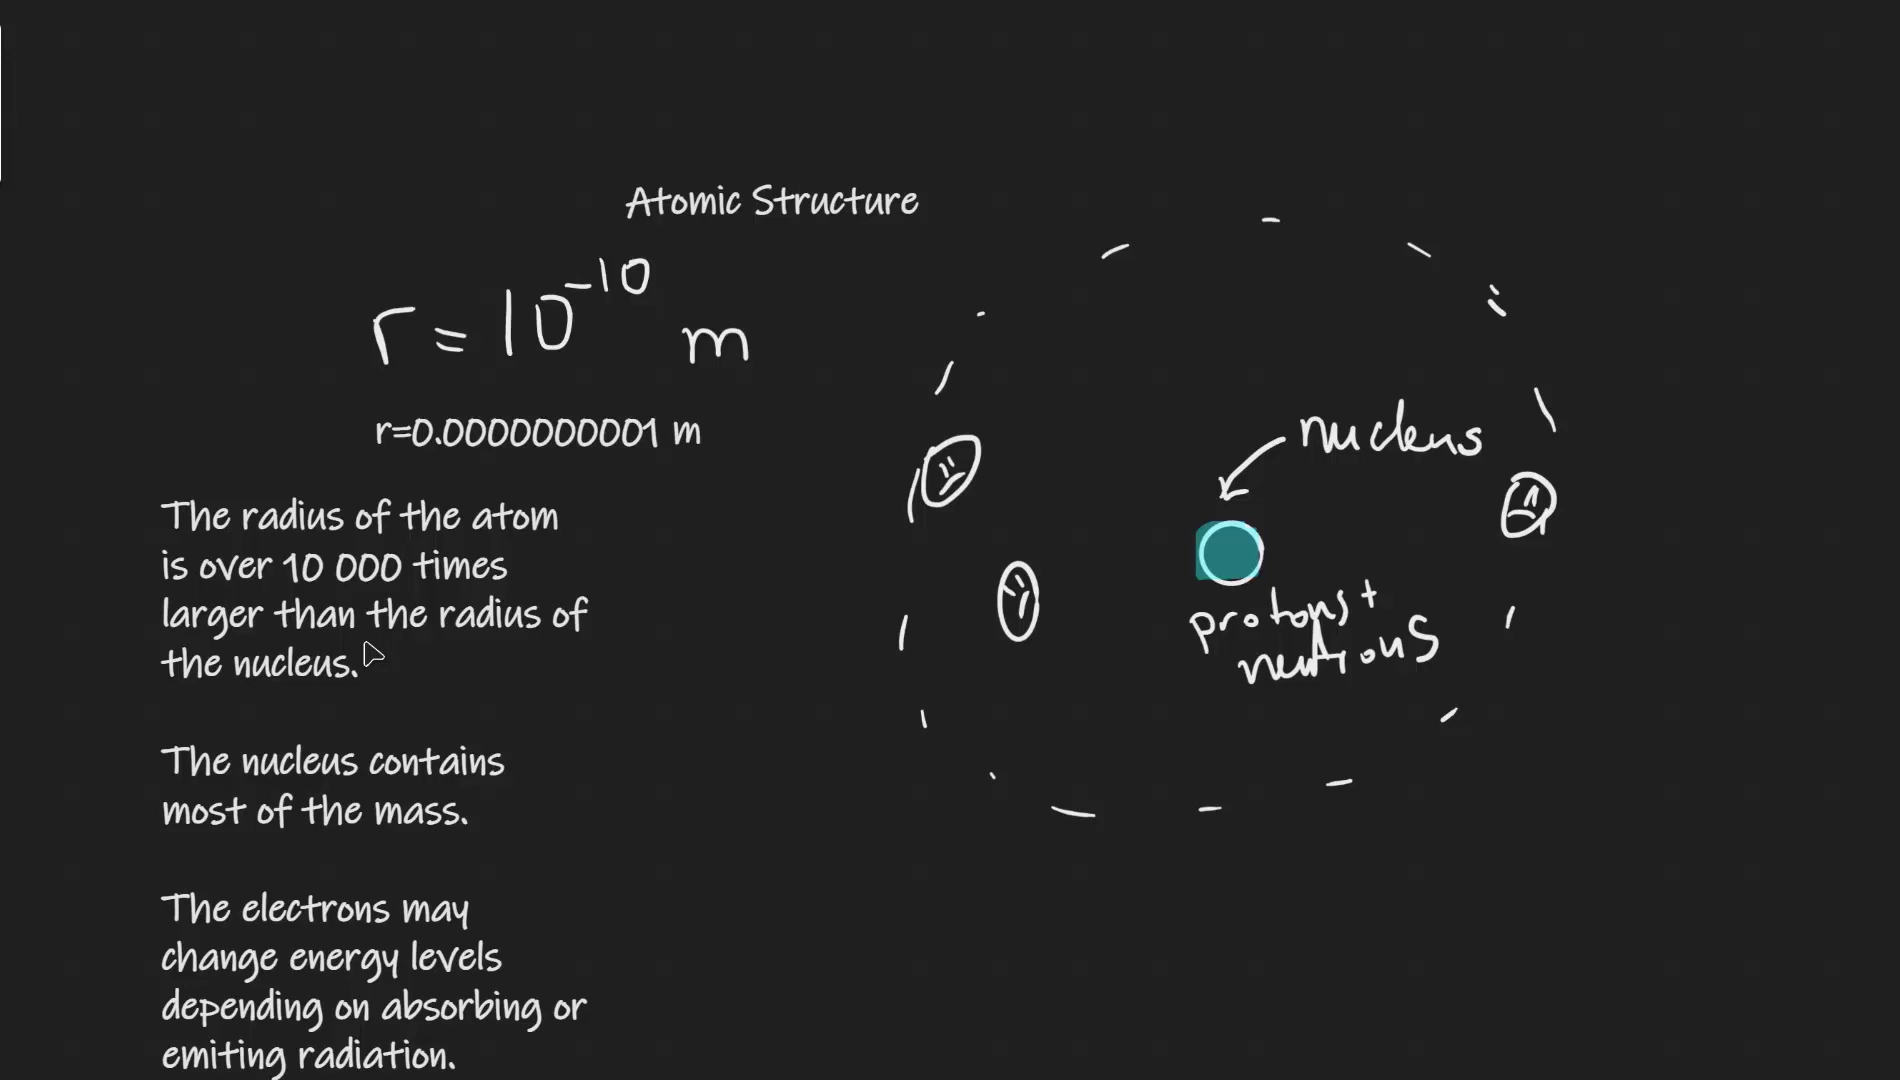 Atomic Structure
r = 10^-10 m
r=0.0000000001 m
The radius of the atom
is over 10 000 times
larger than the radius of
the nucleus.
The nucleus contains
most of the mass.
The electrons may
change energy levels
depending on absorbing or
emiting radiation.
nucleus
protons +
neutrons